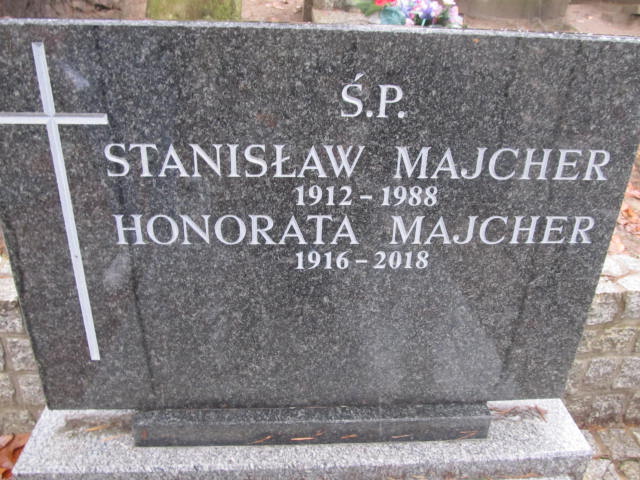 Ś.P.
STANISŁAW MAJCHER
1912 - 1988
HONORATA MAJCHER
1916 - 2018